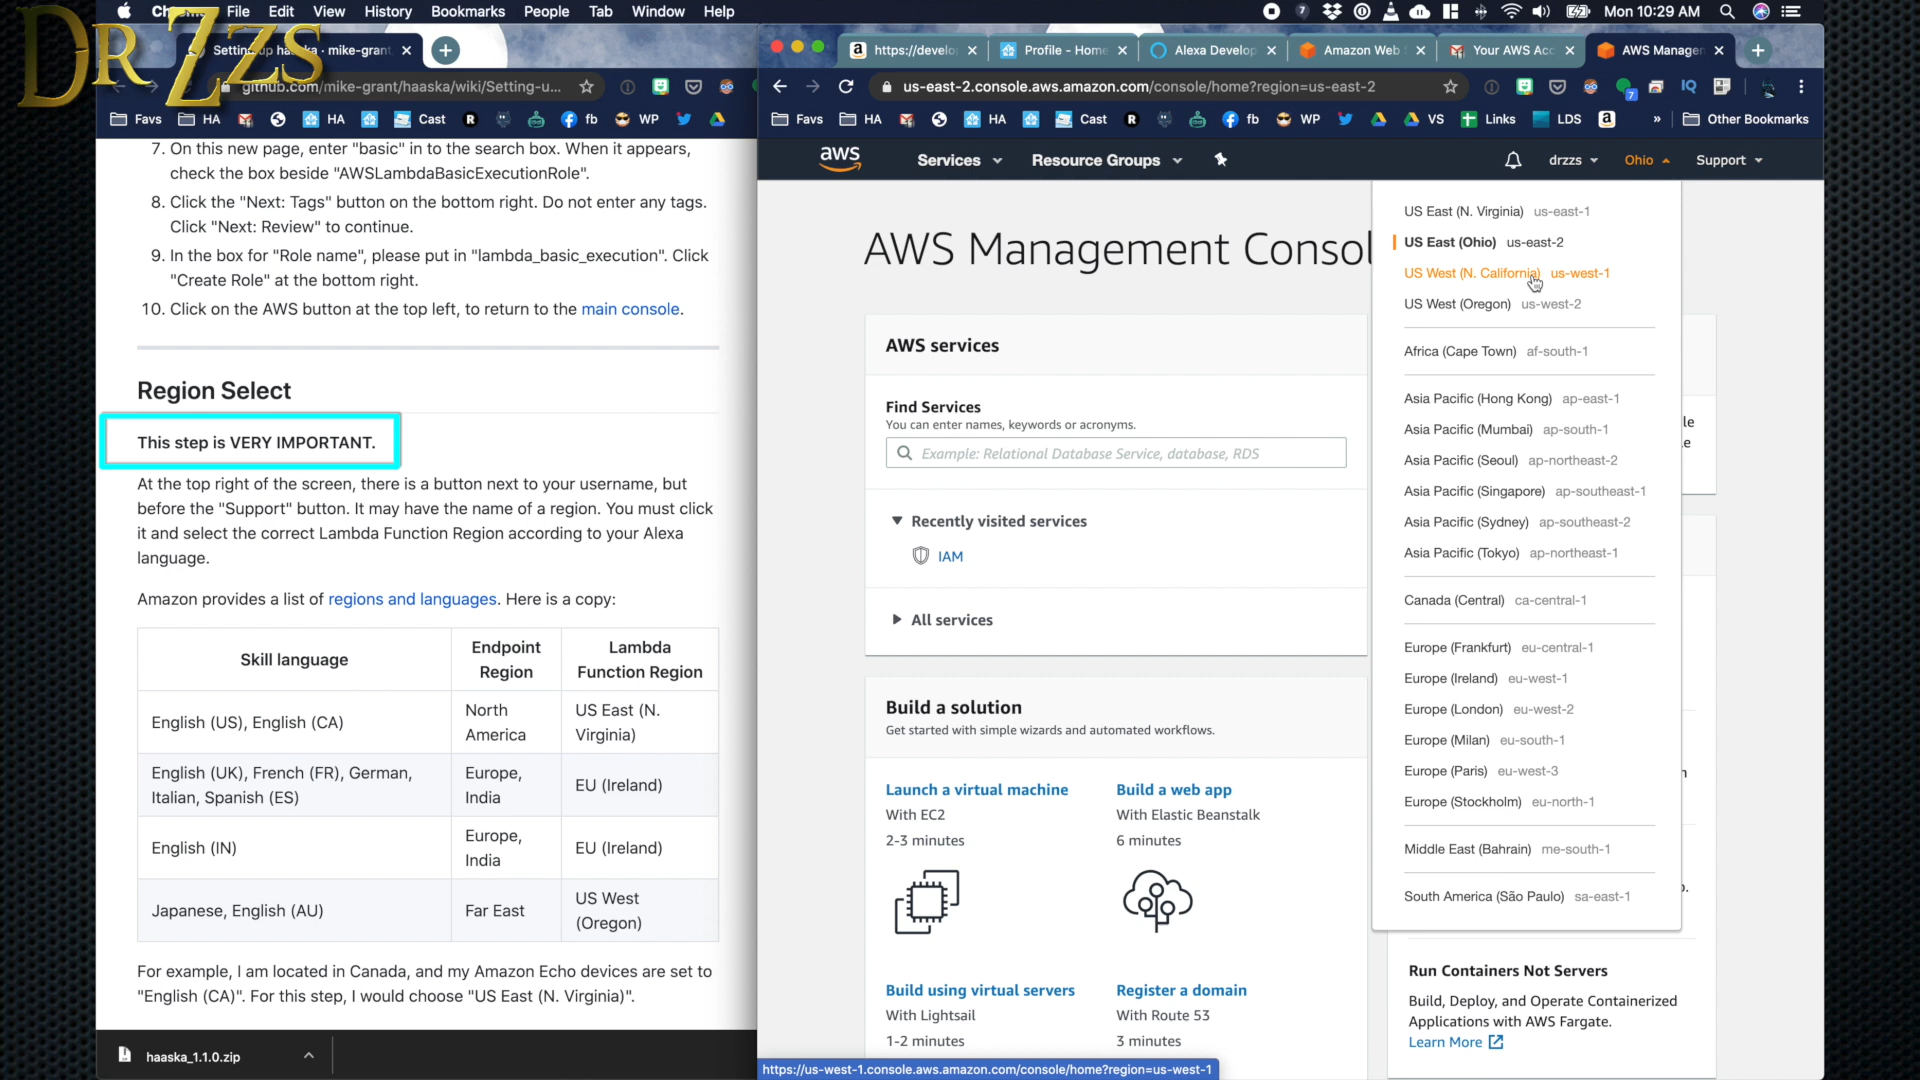 DrZzs
Chrome File Edit View History Bookmarks People Tab Window Help
7 Mon 10:29 AM
Setting up haaska · mike-grant
github.com/mike-grant/haaska/wiki/Setting-u...
Favs HA HA Cast R fb WP
7. On this new page, enter "basic" in to the search box. When it appears,
check the box beside "AWSLambdaBasicExecutionRole".
8. Click the "Next: Tags" button on the bottom right. Do not enter any tags.
Click "Next: Review" to continue.
9. In the box for "Role name", please put in "lambda_basic_execution". Click
"Create Role" at the bottom right.
10. Click on the AWS button at the top left, to return to the main console.
Region Select
This step is VERY IMPORTANT.
At the top right of the screen, there is a button next to your username, but
before the "Support" button. It may have the name of a region. You must click
it and select the correct Lambda Function Region according to your Alexa
language.
Amazon provides a list of regions and languages. Here is a copy:
Skill language
Endpoint
Region
Lambda
Function Region
English (US), English (CA)
North
America
US East (N.
Virginia)
English (UK), French (FR), German,
Italian, Spanish (ES)
Europe,
India
EU (Ireland)
English (IN)
Europe,
India
EU (Ireland)
Japanese, English (AU)
Far East
US West
(Oregon)
For example, I am located in Canada, and my Amazon Echo devices are set to
"English (CA)". For this step, I would choose "US East (N. Virginia)".
haaska_1.1.0.zip
https://develo
Profile - Home
Alexa Develop
Amazon Web S
Your AWS Acc
AWS Managem
us-east-2.console.aws.amazon.com/console/home?region=us-east-2
7 IQ
Favs HA HA Cast R fb WP VS Links LDS a » Other Bookmarks
aws Services Resource Groups drzzs Ohio Support
AWS Management Consol
AWS services
Find Services
You can enter names, keywords or acronyms.
Example: Relational Database Service, database, RDS
Recently visited services
IAM
All services
Build a solution
Get started with simple wizards and automated workflows.
Launch a virtual machine
With EC2
2-3 minutes
Build a web app
With Elastic Beanstalk
6 minutes
Build using virtual servers
With Lightsail
1-2 minutes
Register a domain
With Route 53
3 minutes
https://us-west-1.console.aws.amazon.com/console/home?region=us-west-1
US East (N. Virginia) us-east-1
US East (Ohio) us-east-2
US West (N. California) us-west-1
US West (Oregon) us-west-2
Africa (Cape Town) af-south-1
Asia Pacific (Hong Kong) ap-east-1
Asia Pacific (Mumbai) ap-south-1
Asia Pacific (Seoul) ap-northeast-2
Asia Pacific (Singapore) ap-southeast-1
Asia Pacific (Sydney) ap-southeast-2
Asia Pacific (Tokyo) ap-northeast-1
Canada (Central) ca-central-1
Europe (Frankfurt) eu-central-1
Europe (Ireland) eu-west-1
Europe (London) eu-west-2
Europe (Milan) eu-south-1
Europe (Paris) eu-west-3
Europe (Stockholm) eu-north-1
Middle East (Bahrain) me-south-1
South America (São Paulo) sa-east-1
Run Containers Not Servers
Build, Deploy, and Operate Containerized
Applications with AWS Fargate.
Learn More